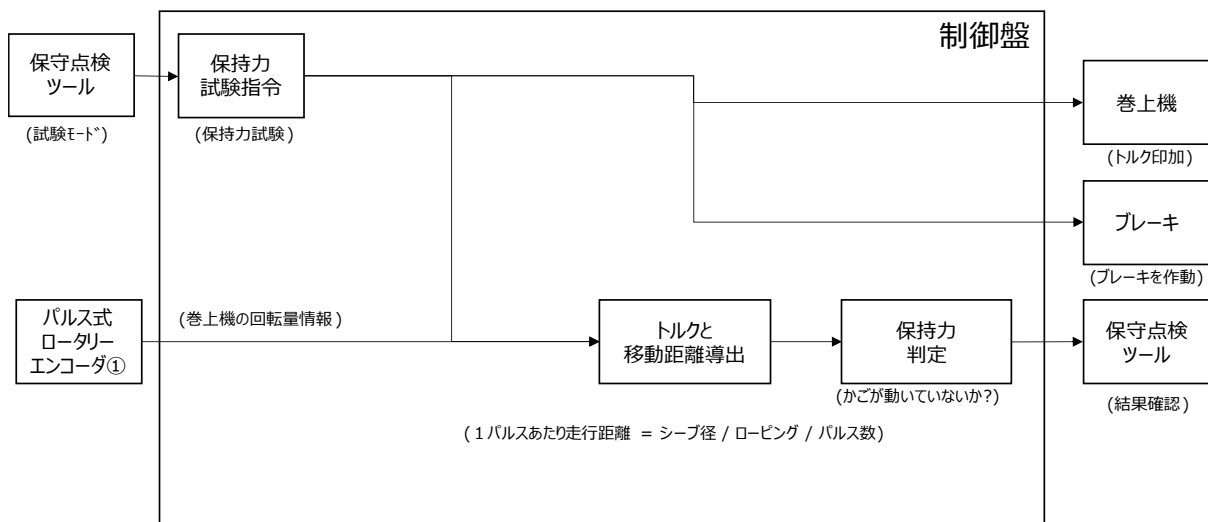 制御盤
保守点検
ツール
(試験ﾓｰﾄﾞ)
保持力
試験指令
(保持力試験)
巻上機
(トルク印加)
ブレーキ
(ブレーキを作動)
パルス式
ロータリー
エンコーダ①
(巻上機の回転量情報)
トルクと
移動距離導出
保持力
判定
(かごが動いていないか?)
保守点検
ツール
(結果確認)
(１パルスあたり走行距離 = シーブ径 / ローピング / パルス数)